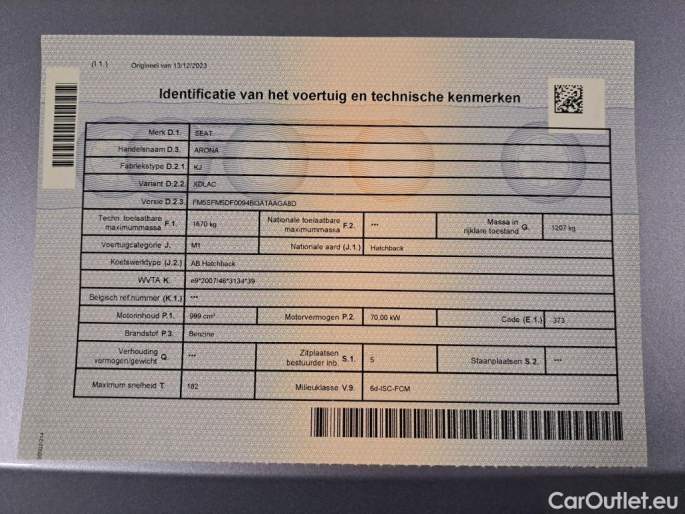 (I.1.) Origineel van 13/12/2023
Identificatie van het voertuig en technische kenmerken
Merk D.1. SEAT
Handelsnaam D.3. ARONA
Fabriekstype D.2.1. KJ
Variant D.2.2. XDLAC
Versie D.2.3. FM5SFM5DF0094BGATAAGA8D
Techn. toelaatbare maximummassa F.1. 1670 kg Nationale toelaatbare maximummassa F.2. *** Massa in rijklare toestand G. 1207 kg
Voertuigcategorie J. M1 Nationale aard (J.1.) Hatchback
Koetswerktype (J.2.) AB Hatchback
WVTA K. e9*2007/46*3134*39
Belgisch ref.nummer (K.1.) ***
Motorinhoud P.1. 999 cm³ Motorvermogen P.2. 70,00 kW Code (E.1.) 373
Brandstof P.3. Benzine
Verhouding vermogen/gewicht Q. *** Zitplaatsen bestuurder inb. S.1. 5 Staanplaatsen S.2. ***
Maximum snelheid T. 182 Milieuklasse V.9. 6d-ISC-FCM
CarOutlet.eu